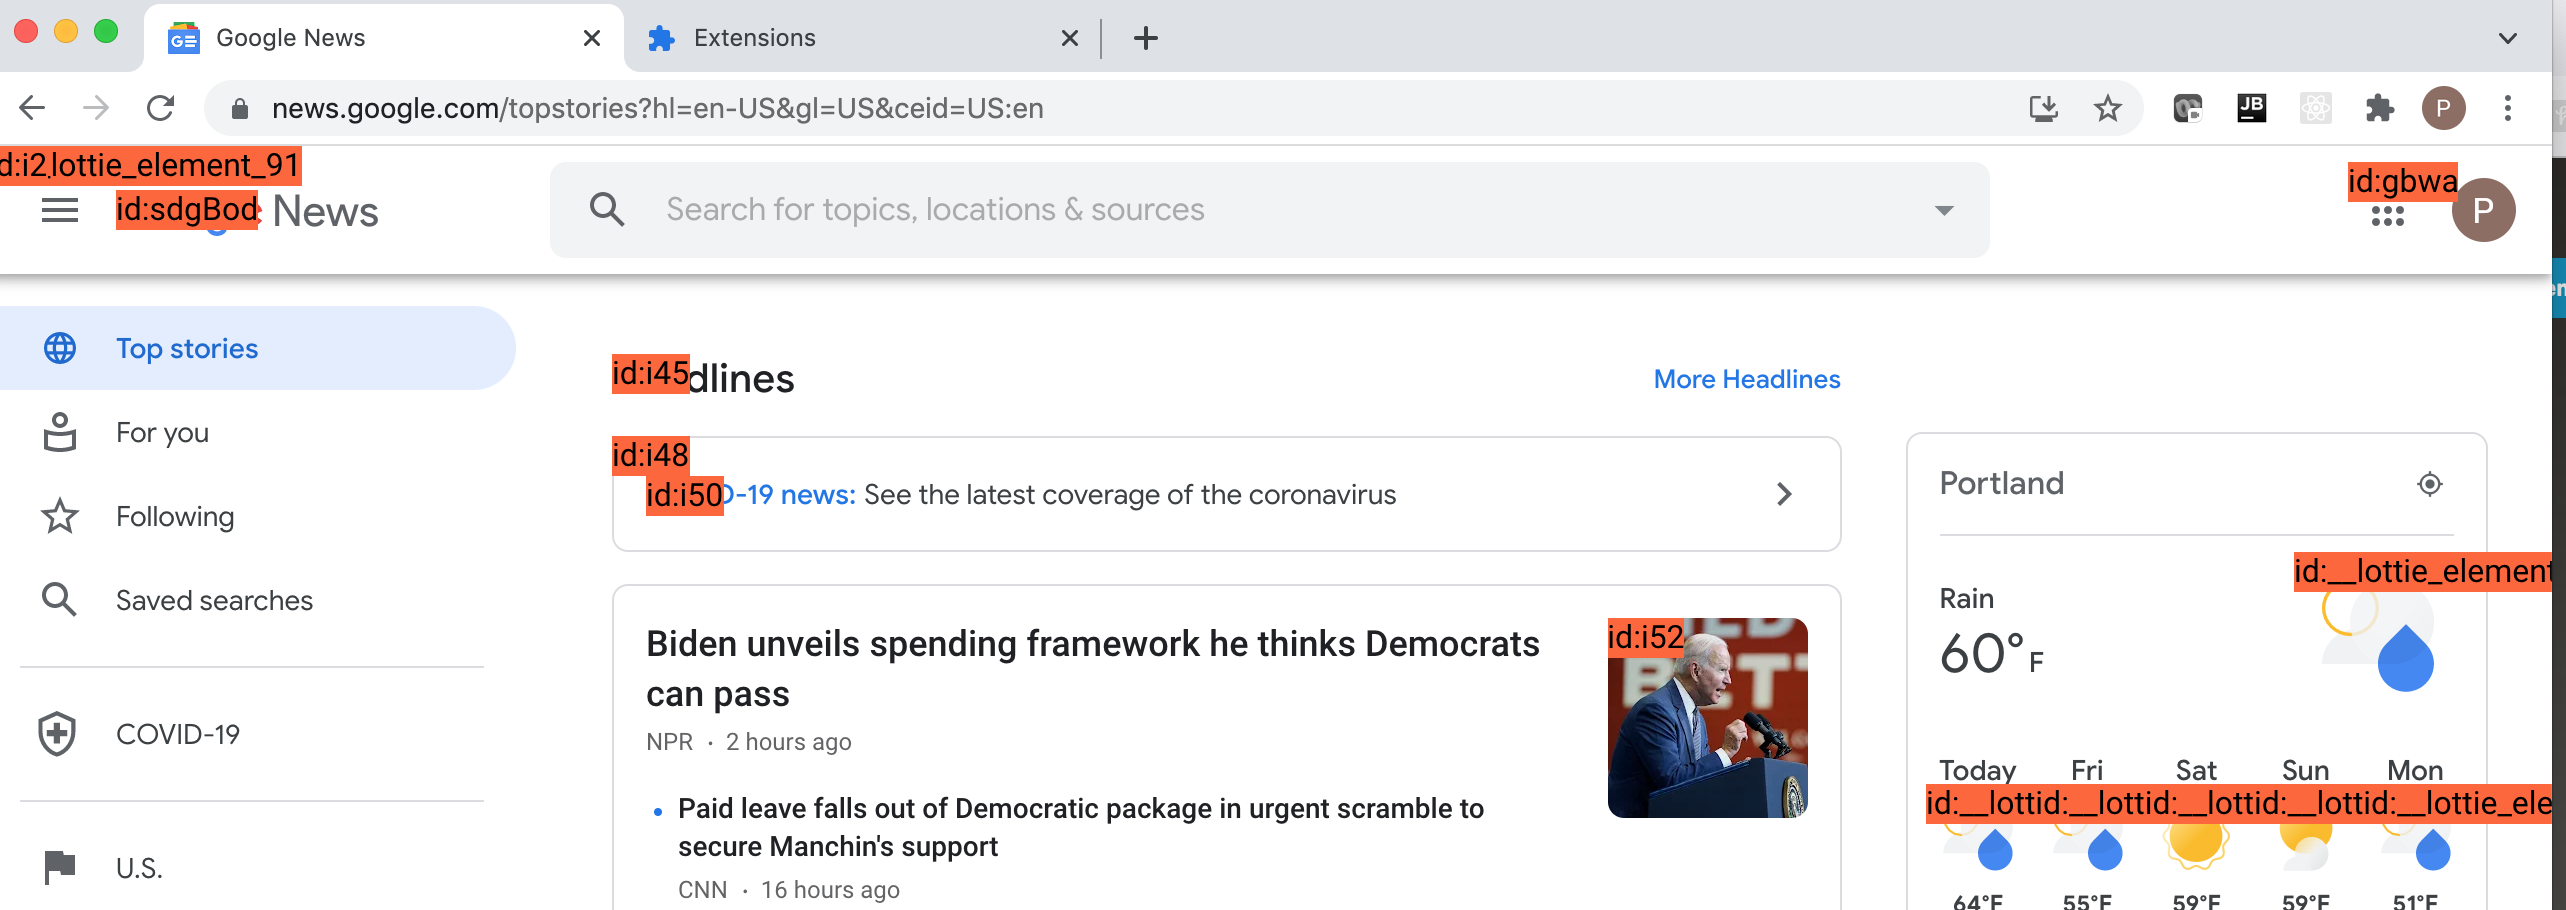 Google News
Extensions
news.google.com/topstories?hl=en-US&gl=US&ceid=US:en
JB
P
d:i2
lottie_element_91
id:sdgBod
News
Search for topics, locations & sources
id:gbwa
P
Top stories
For you
Following
Saved searches
COVID-19
U.S.
id:i45
dlines
More Headlines
id:i48
id:i50
D-19 news: See the latest coverage of the coronavirus
Biden unveils spending framework he thinks Democrats
can pass
NPR · 2 hours ago
id:i52
Paid leave falls out of Democratic package in urgent scramble to
secure Manchin's support
CNN · 16 hours ago
Portland
id:__lottie_element
Rain
60°F
Today Fri Sat Sun Mon
id:__lottid:__lottid:__lottid:__lottid:__lottie_ele
64°F 55°F 59°F 59°F 51°F